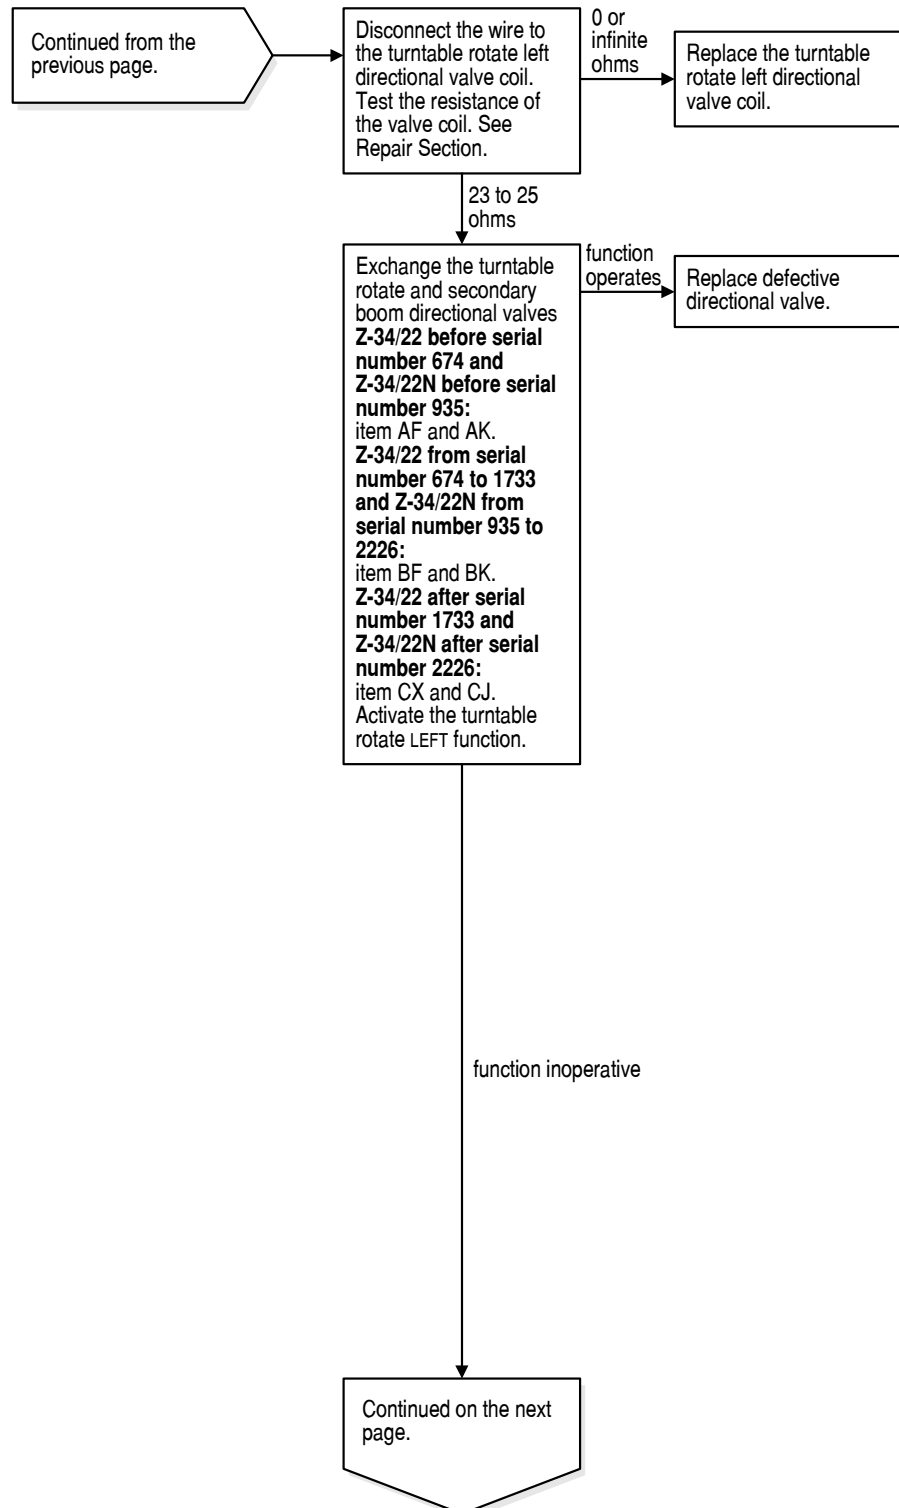 Continued from the
previous page.
Disconnect the wire to
the turntable rotate left
directional valve coil.
Test the resistance of
the valve coil. See
Repair Section.
0 or
infinite
ohms
Replace the turntable
rotate left directional
valve coil.
23 to 25
ohms
Exchange the turntable
rotate and secondary
boom directional valves
Z-34/22 before serial
number 674 and
Z-34/22N before serial
number 935:
item AF and AK.
Z-34/22 from serial
number 674 to 1733
and Z-34/22N from
serial number 935 to
2226:
item BF and BK.
Z-34/22 after serial
number 1733 and
Z-34/22N after serial
number 2226:
item CX and CJ.
Activate the turntable
rotate LEFT function.
function
operates
Replace defective
directional valve.
function inoperative
Continued on the next
page.